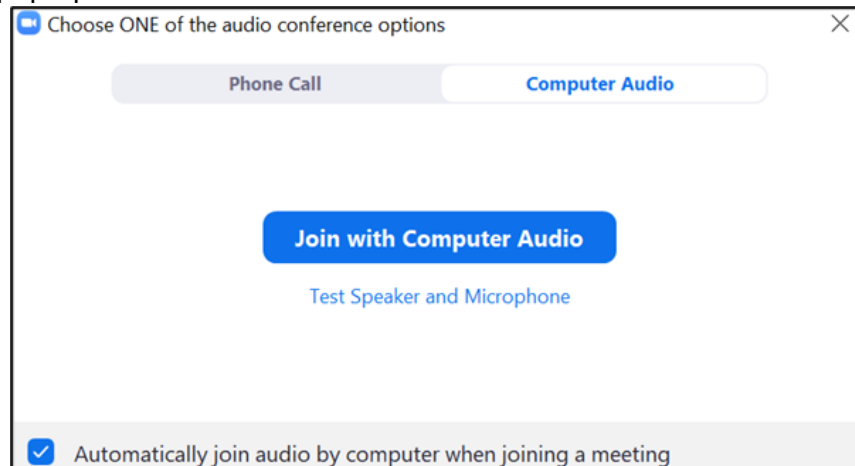 Choose ONE of the audio conference options
Phone Call Computer Audio
Join with Computer Audio
Test Speaker and Microphone
Automatically join audio by computer when joining a meeting